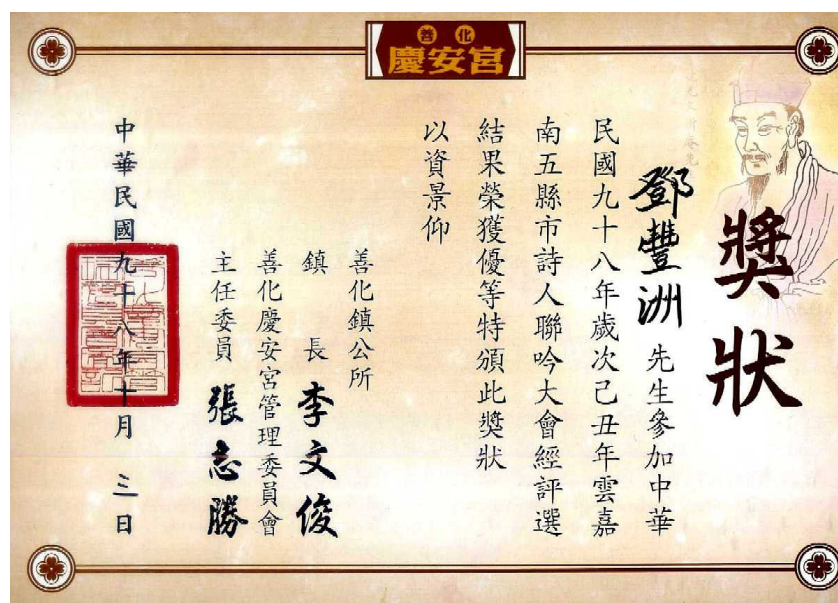 善化
慶安宮
獎狀
鄧豐洲先生參加中華
民國九十八年歲次己丑年雲嘉
南五縣市詩人聯吟大會經評選
結果榮獲優等特頒此獎狀
以資景仰
善化鎮公所
鎮長李文俊
善化慶安宮管理委員會
主任委員張志勝
中華民國九十八年十月三日